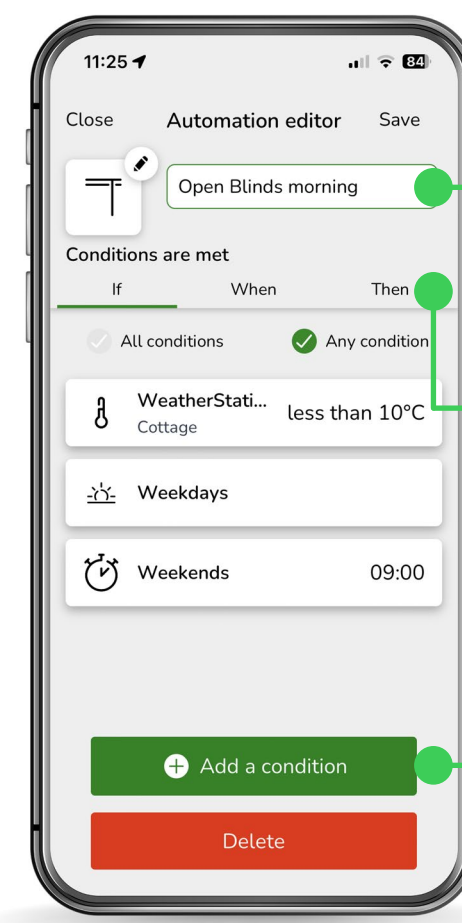 11:25
84
Close
Automation editor
Save
Open Blinds morning
Conditions are met
If
When
Then
All conditions
Any condition
WeatherStati...
Cottage
less than 10°C
Weekdays
Weekends
09:00
Add a condition
Delete